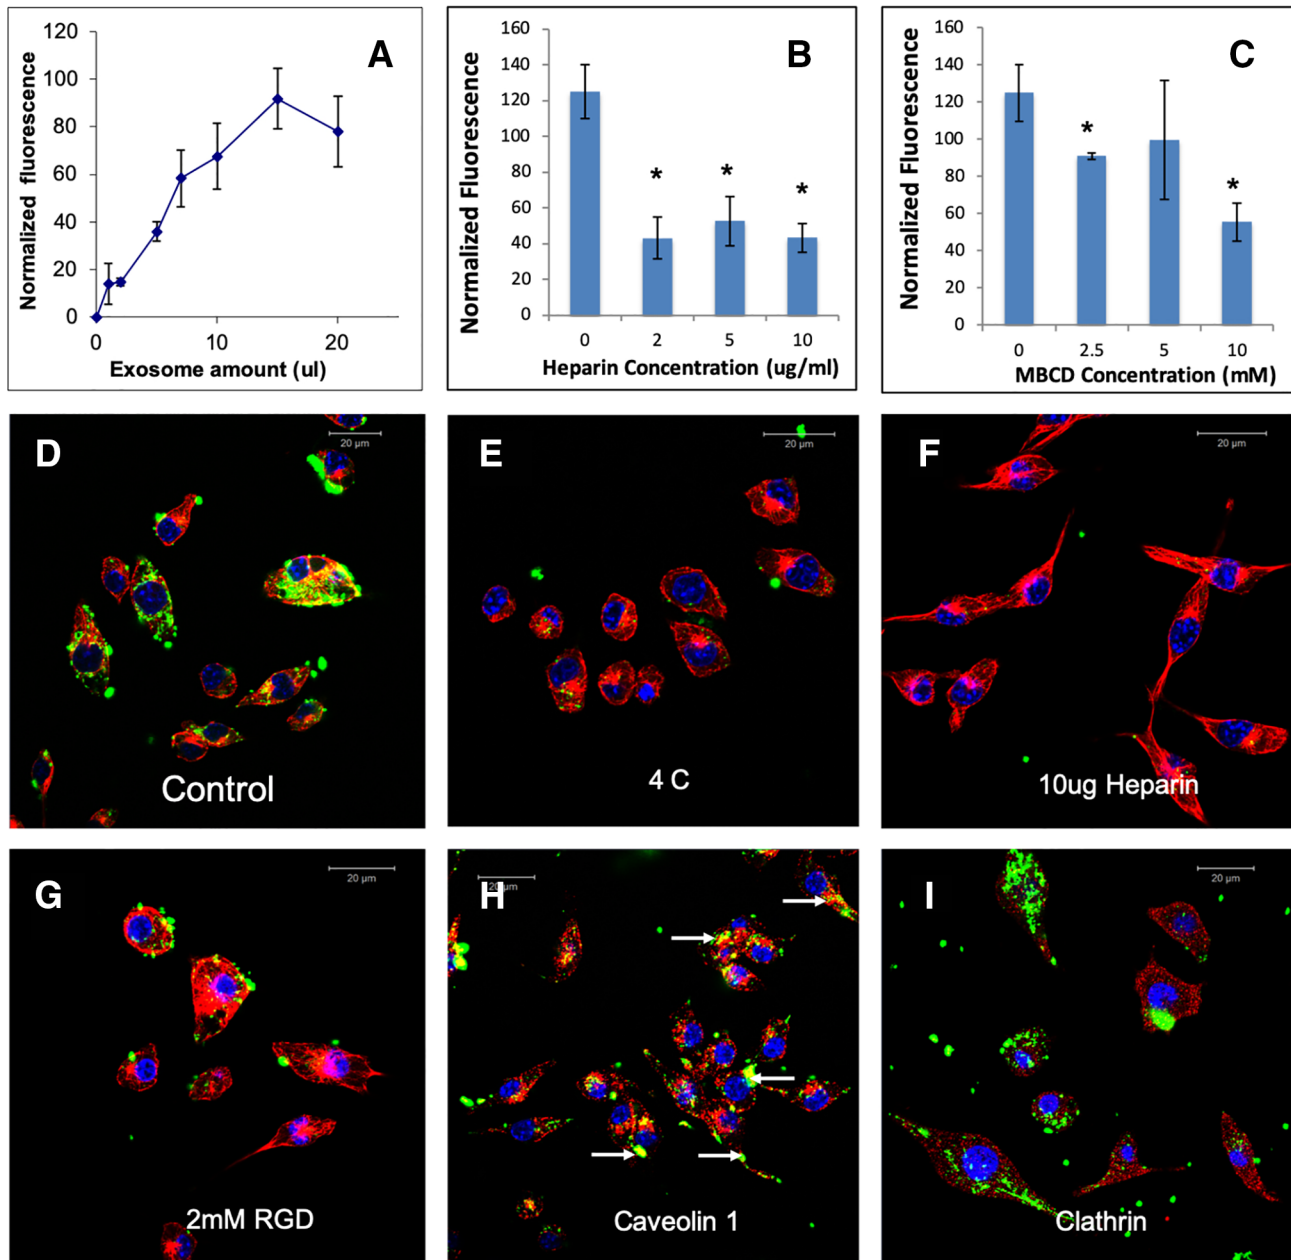 A
Normalized fluorescence
120
100
80
60
40
20
0
0 10 20
Exosome amount (ul)
B
Normalized Fluorescence
160
140
120
100
80
60
40
20
0
* * *
0 2 5 10
Heparin Concentration (ug/ml)
C
Normalized Fluorescence
160
140
120
100
80
60
40
20
0
* *
0 2.5 5 10
MBCD Concentration (mM)
D
20 µm
Control
E
20 µm
4 C
F
20 µm
10ug Heparin
G
20 µm
2mM RGD
H
20 µm
Caveolin 1
I
20 µm
Clathrin